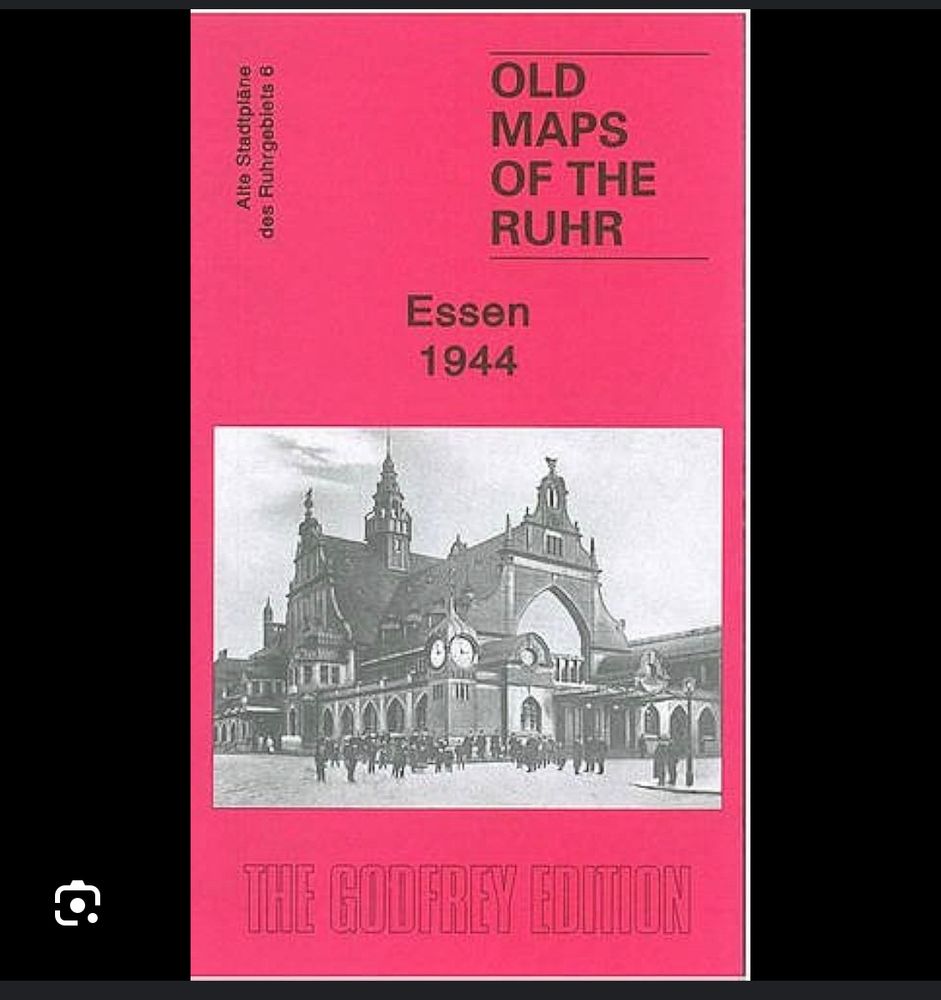 Alte Stadtpläne
des Ruhrgebiets 6
OLD
MAPS
OF THE
RUHR
Essen
1944
THE GODFREY EDITION